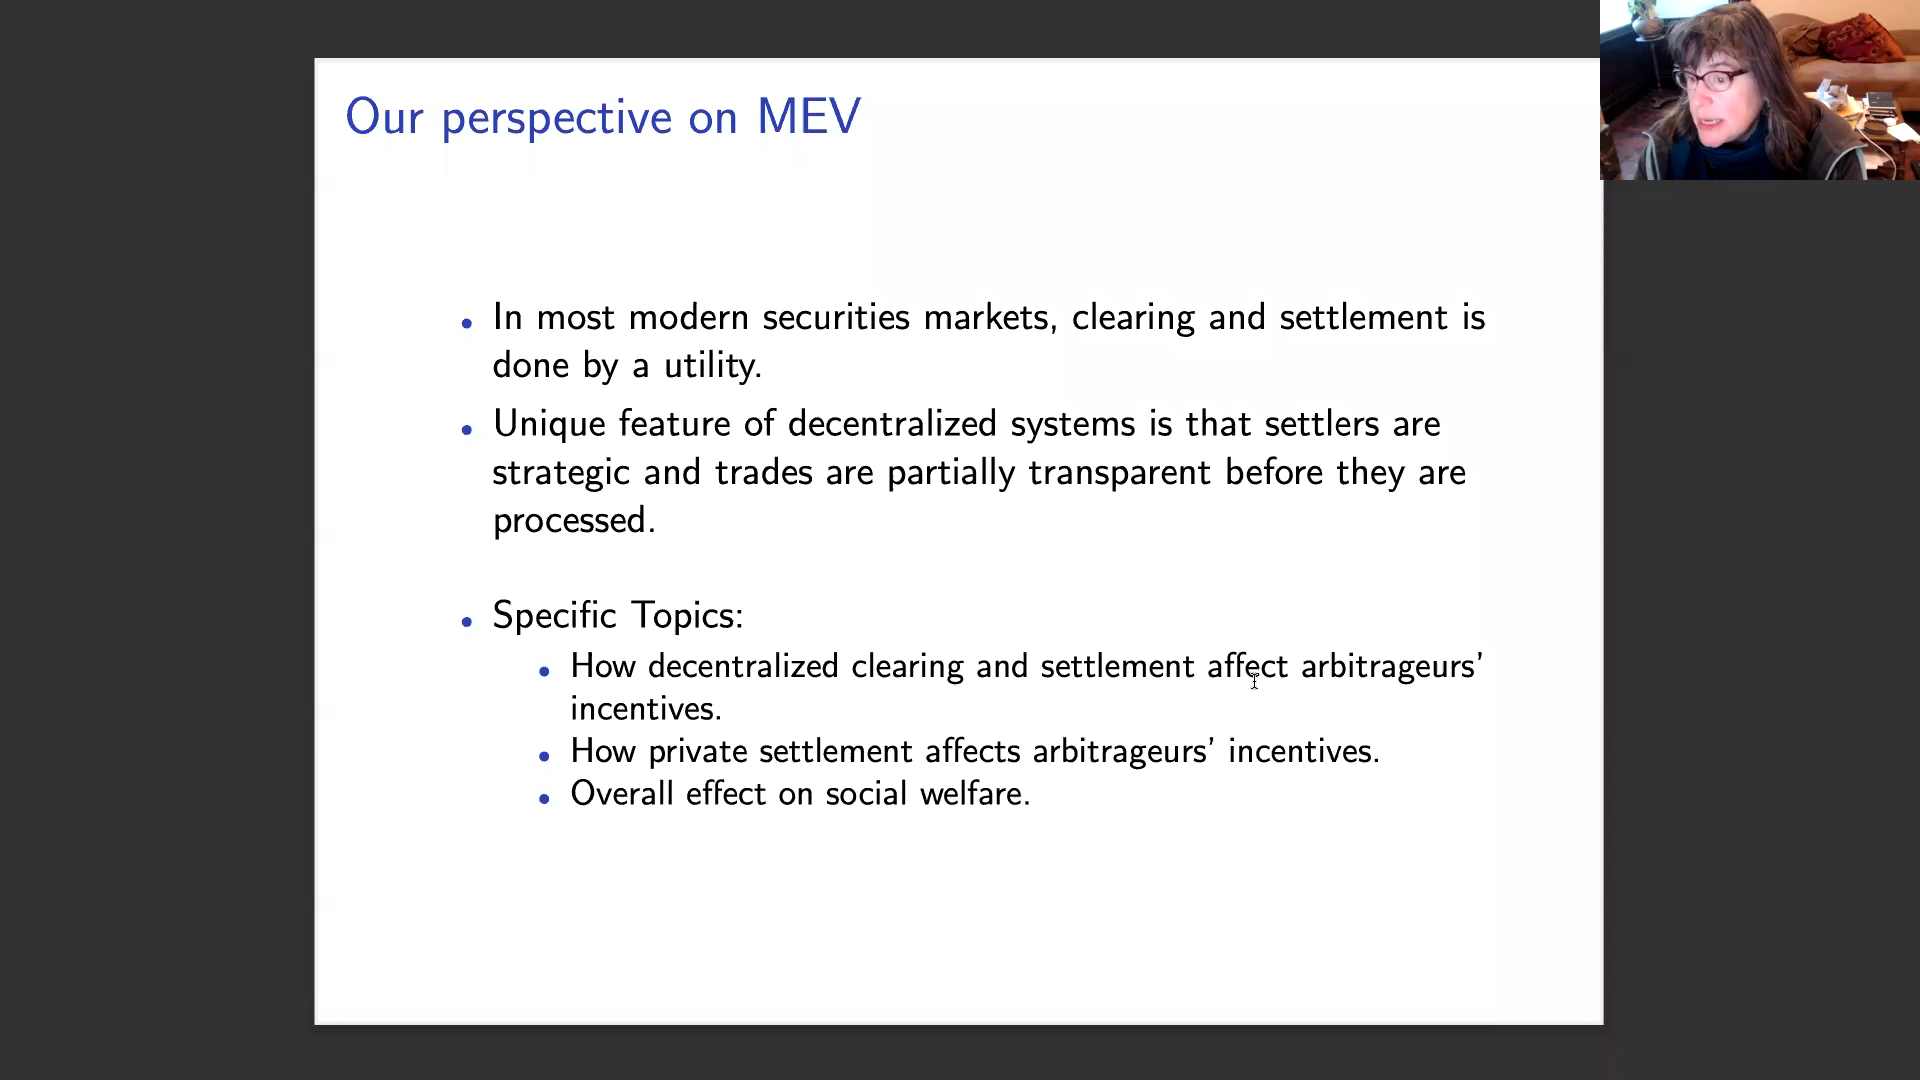 Our perspective on MEV
• In most modern securities markets, clearing and settlement is
done by a utility.
• Unique feature of decentralized systems is that settlers are
strategic and trades are partially transparent before they are
processed.
• Specific Topics:
• How decentralized clearing and settlement affect arbitrageurs'
incentives.
• How private settlement affects arbitrageurs' incentives.
• Overall effect on social welfare.